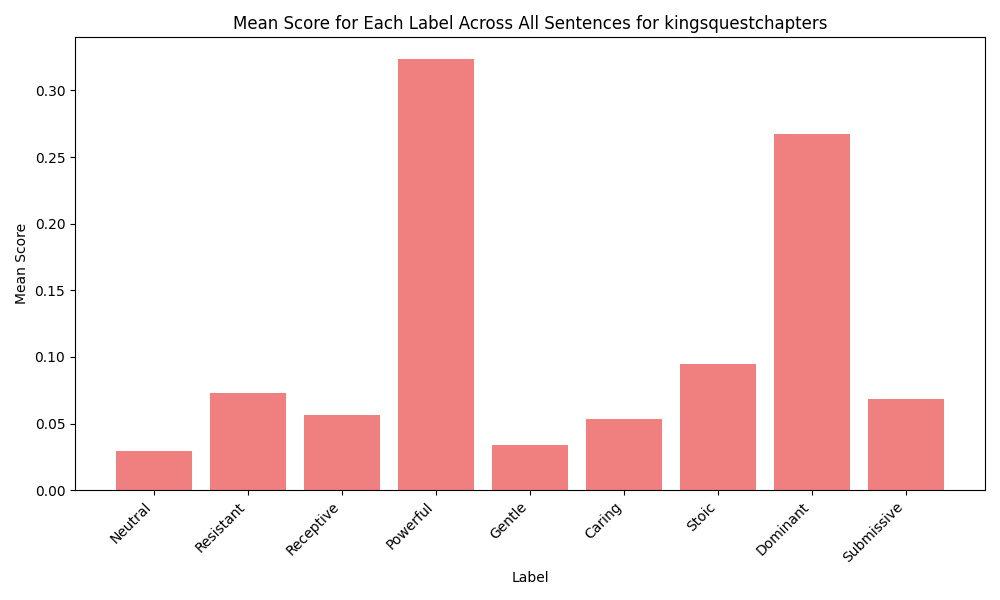 Mean Score for Each Label Across All Sentences for kingsquestchapters
Mean Score
0.30
0.25
0.20
0.15
0.10
0.05
0.00
Neutral
Resistant
Receptive
Powerful
Gentle
Caring
Stoic
Dominant
Submissive
Label